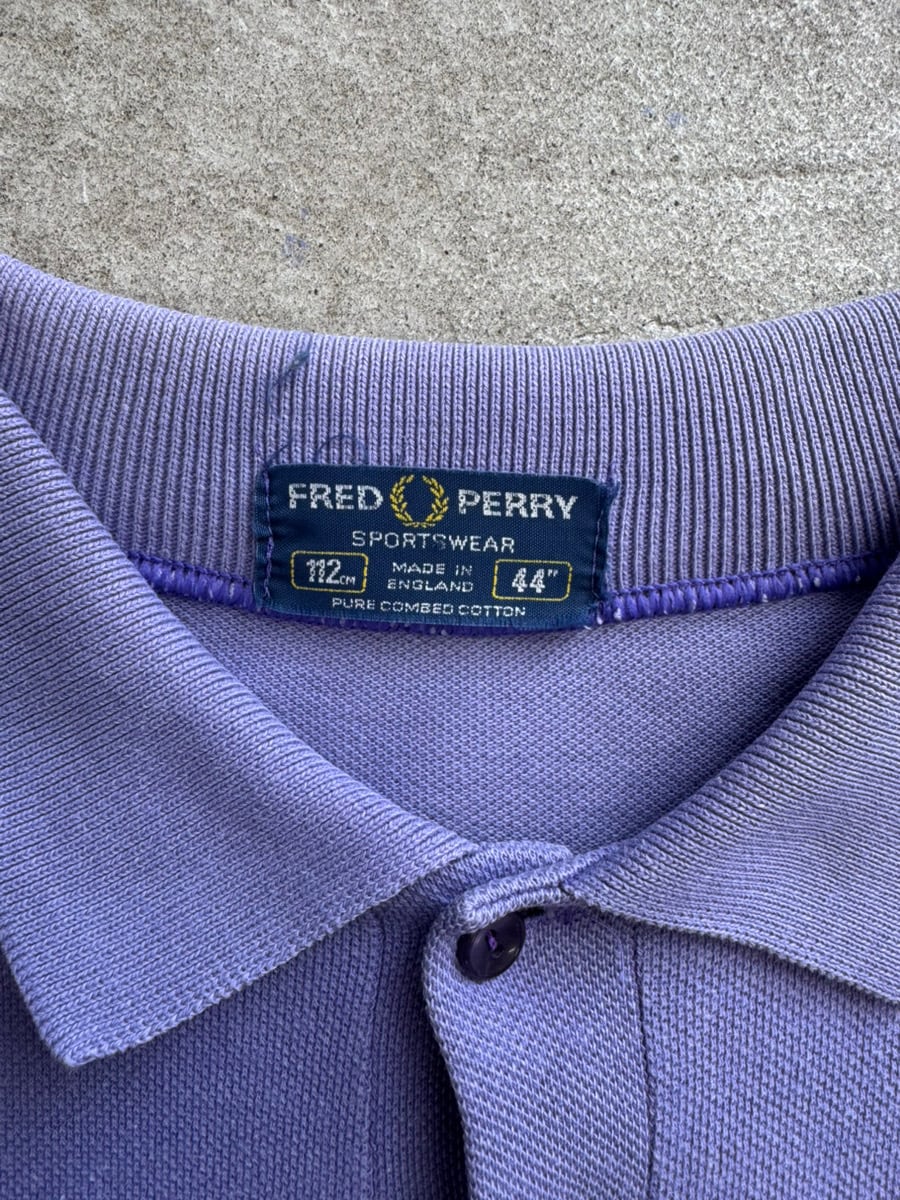 FRED PERRY
SPORTSWEAR
112CM MADE IN ENGLAND 44"
PURE COMBED COTTON